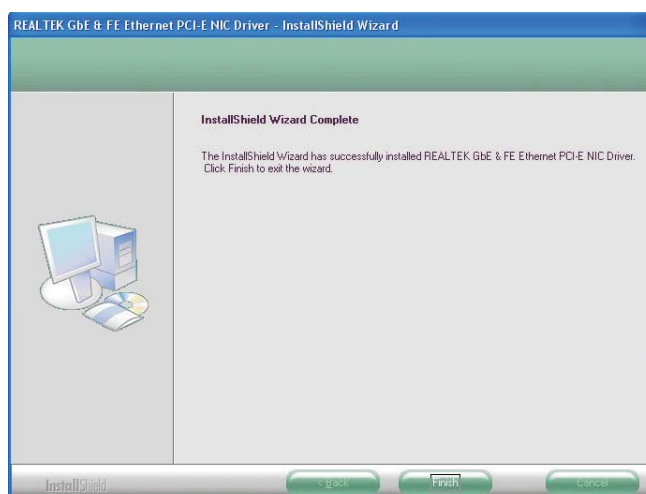 REALTEK GbE & FE Ethernet PCI-E NIC Driver - InstallShield Wizard
InstallShield Wizard Complete
The InstallShield Wizard has successfully installed REALTEK GbE & FE Ethernet PCI-E NIC Driver.
Click Finish to exit the wizard.
InstallShield
< Back
Finish
Cancel